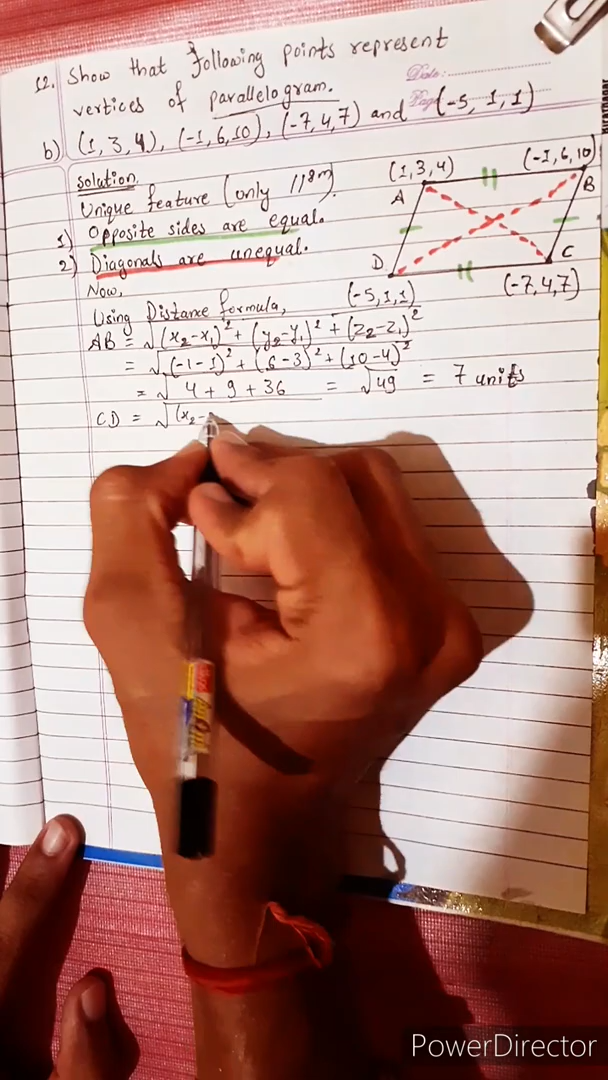 12. Show that following points represent
vertices of parallelogram.
Date:
Page:
b) (1, 3, 4), (-1, 6, 10), (-7, 4, 7) and (-5, 1, 1)
solution,
Unique feature (only ||gm)
1) Opposite sides are equal.
2) Diagonals are unequal.
(1, 3, 4) (-1, 6, 10)
A B
D C
(-5, 1, 1) (-7, 4, 7)
Now,
Using Distance formula,
AB = √(x₂-x₁)² + (y₂-y₁)² + (z₂-z₁)²
= √(-1-1)² + (6-3)² + (10-4)²
= √4 + 9 + 36 = √49 = 7 units
CD = √(x₂-
PowerDirector